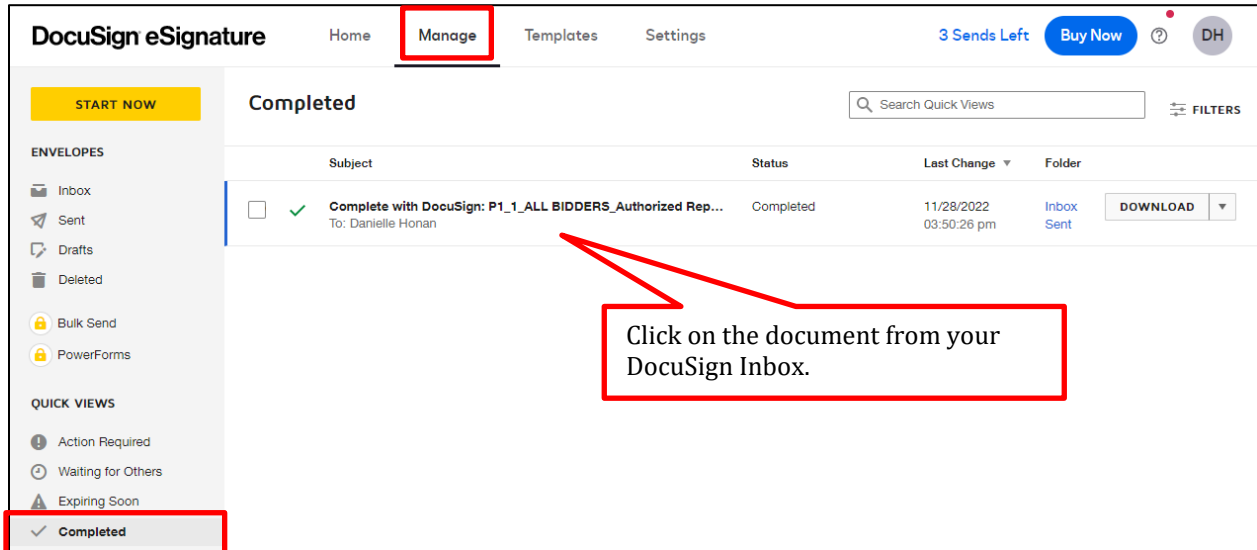 DocuSign eSignature Home Manage Templates Settings 3 Sends Left Buy Now ? DH
START NOW
Completed
Search Quick Views
FILTERS
ENVELOPES
Subject Status Last Change Folder
Inbox
Complete with DocuSign: P1_1_ALL BIDDERS_Authorized Rep... Completed 11/28/2022 Inbox DOWNLOAD
To: Danielle Honan 03:50:26 pm Sent
Sent
Drafts
Deleted
Bulk Send
PowerForms
Click on the document from your
DocuSign Inbox.
QUICK VIEWS
Action Required
Waiting for Others
Expiring Soon
Completed